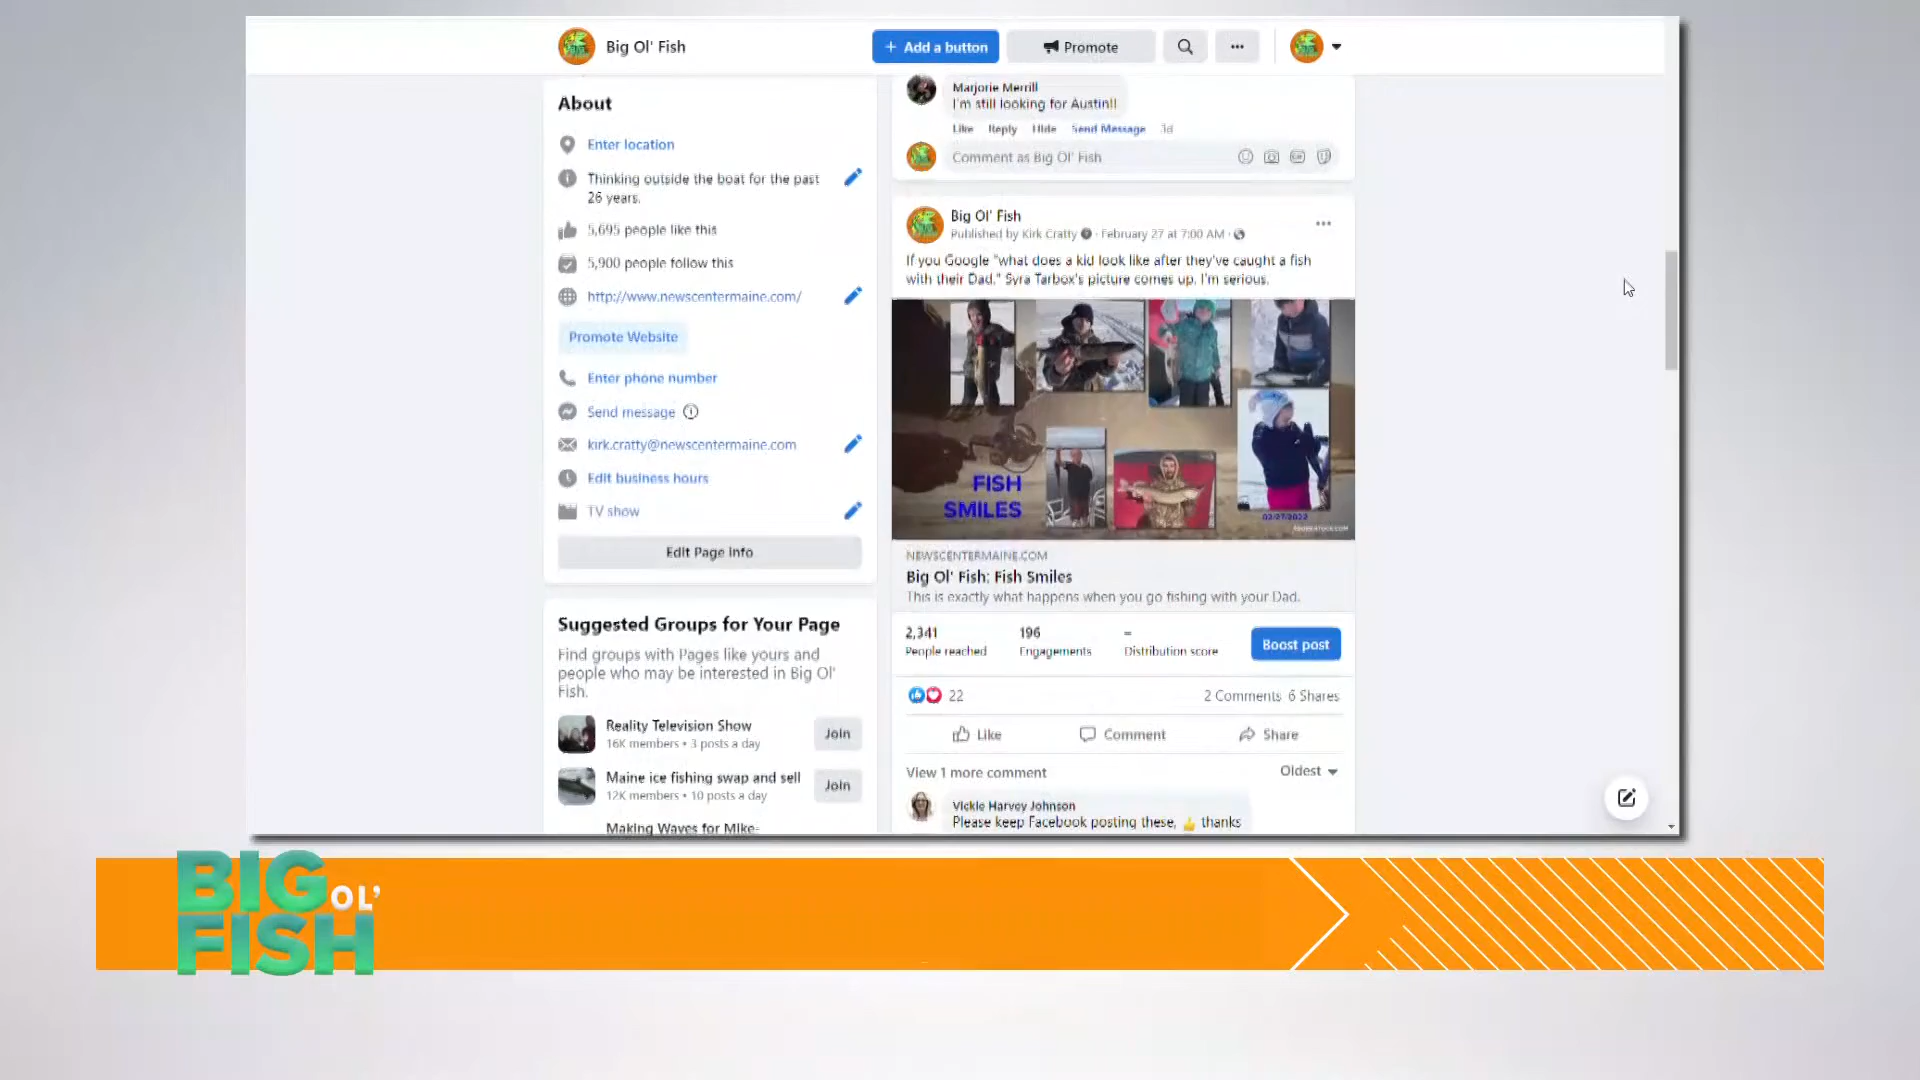 Big Ol' Fish
+ Add a button
Promote
About
Enter location
Thinking outside the boat for the past
26 years.
5,695 people like this
5,900 people follow this
http://www.newscentermaine.com/
Promote Website
Enter phone number
Send message
kirk.cratty@newscentermaine.com
Edit business hours
TV show
Edit Page Info
Suggested Groups for Your Page
Find groups with Pages like yours and
people who may be interested in Big Ol'
Fish.
Reality Television Show
16K members • 3 posts a day
Join
Maine ice fishing swap and sell
12K members • 10 posts a day
Join
Making Waves for Mike-
Marjorie Merrill
I'm still looking for Austin!!
Like Reply Hide Send Message 3d
Comment as Big Ol' Fish
Big Ol' Fish
Published by Kirk Cratty · February 27 at 7:00 AM ·
If you Google "what does a kid look like after they've caught a fish
with their Dad," Syra Tarbox's picture comes up. I'm serious.
FISH
SMILES
02/27/2022
NEWSCENTERMAINE.COM
Big Ol' Fish: Fish Smiles
This is exactly what happens when you go fishing with your Dad.
2,341 196 –
People reached Engagements Distribution score
Boost post
22
2 Comments 6 Shares
Like Comment Share
View 1 more comment
Oldest
Vickie Harvey Johnson
Please keep Facebook posting these, 👍 thanks
BIG OL'
FISH